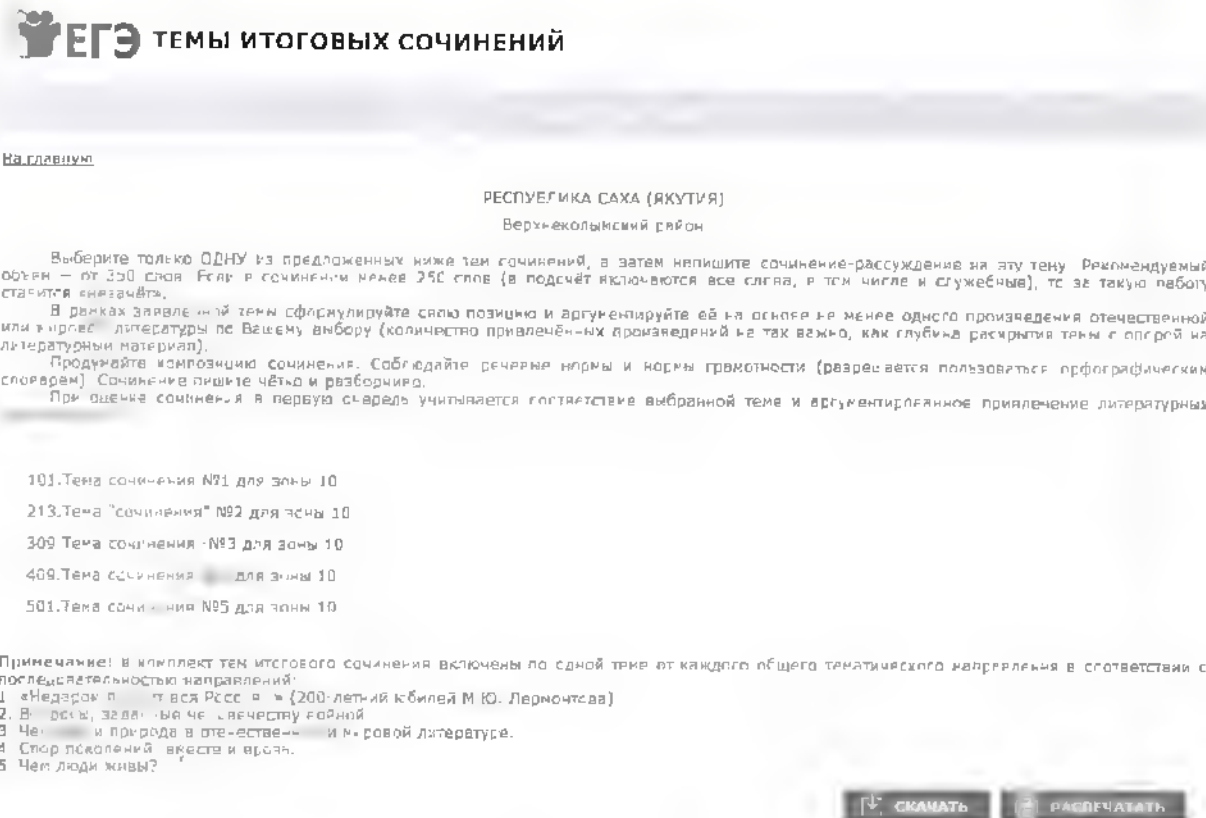 ЕГЭ ТЕМЫ ИТОГОВЫХ СОЧИНЕНИЙ
На главную
РЕСПУБЛИКА САХА (ЯКУТИЯ)
Верхнеколымский район
Выберите только ОДНУ из предложенных ниже тем сочинений, а затем напишите сочинение-рассуждение на эту тему. Рекомендуемый
объем — от 350 слов. Если в сочинении менее 250 слов (в подсчёт включаются все слова, в том числе и служебные), то за такую работу
ставится «незачёт».
В рамках заявленной темы сформулируйте свою позицию и аргументируйте её на основе не менее одного произведения отечественной
или мировой литературы по Вашему выбору (количество привлечённых произведений не так важно, как глубина раскрытия темы с опорой на
литературный материал).
Продумайте композицию сочинения. Соблюдайте речевые нормы и нормы грамотности (разрешается пользоваться орфографическим
словарем). Сочинение пишите чётко и разборчиво.
При оценке сочинения в первую очередь учитывается соответствие выбранной теме и аргументированное привлечение литературных
101.Тема сочинения №1 для зоны 10
213.Тема "сочинения" №2 для зоны 10
309 Тема сочинения -№3 для зоны 10
409.Тема сочинения для зоны 10
501.Тема сочинения №5 для зоны 10
Примечание! В комплект тем итогового сочинения включены по одной теме от каждого общего тематического направления в соответствии с
последовательностью направлений:
1 «Недаром вся Россия» (200-летний юбилей М.Ю. Лермонтова)
2. Вопросы, заданные человечеству войной
3 и природа в отечественной и мировой литературе.
4 Спор поколений: вместе и врозь.
5 Чем люди живы?
СКАЧАТЬ РАСПЕЧАТАТЬ